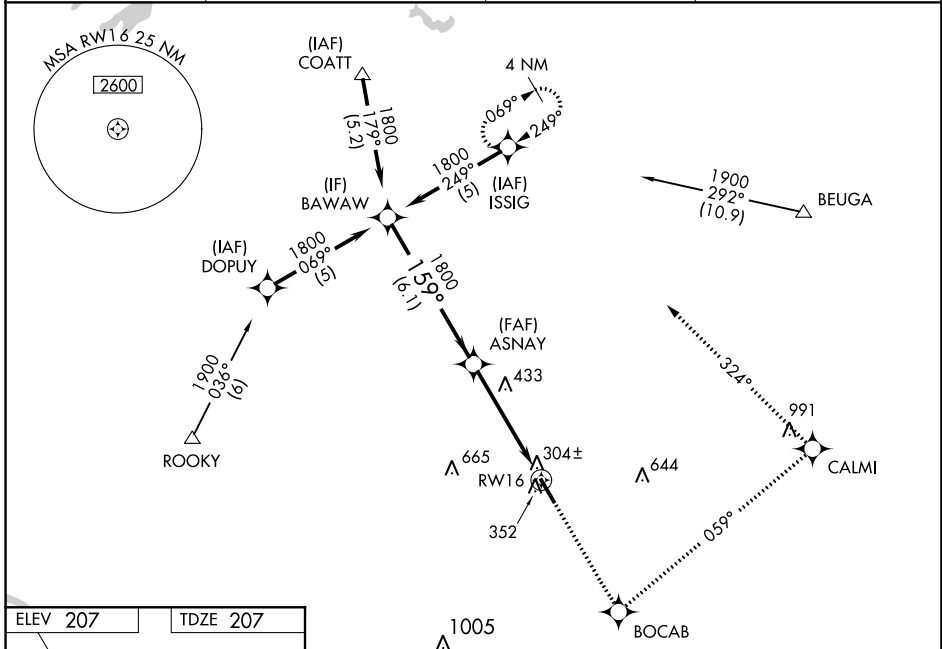 MSA RW16 25 NM
2600
(IAF)
COATT
1800
179°
(5.2)
4 NM
069°
249°
1800
249°
(5)
(IAF)
ISSIG
(IF)
BAWAW
1900
292°
(10.9)
BEUGA
(IAF)
DOPUY
1800
069°
(5)
1800
159°
(6.1)
1900
036°
(6)
ROOKY
(FAF)
ASNAY
433
324°
991
CALMI
665
304±
RW16
644
352
059°
BOCAB
ELEV 207
TDZE 207
1005